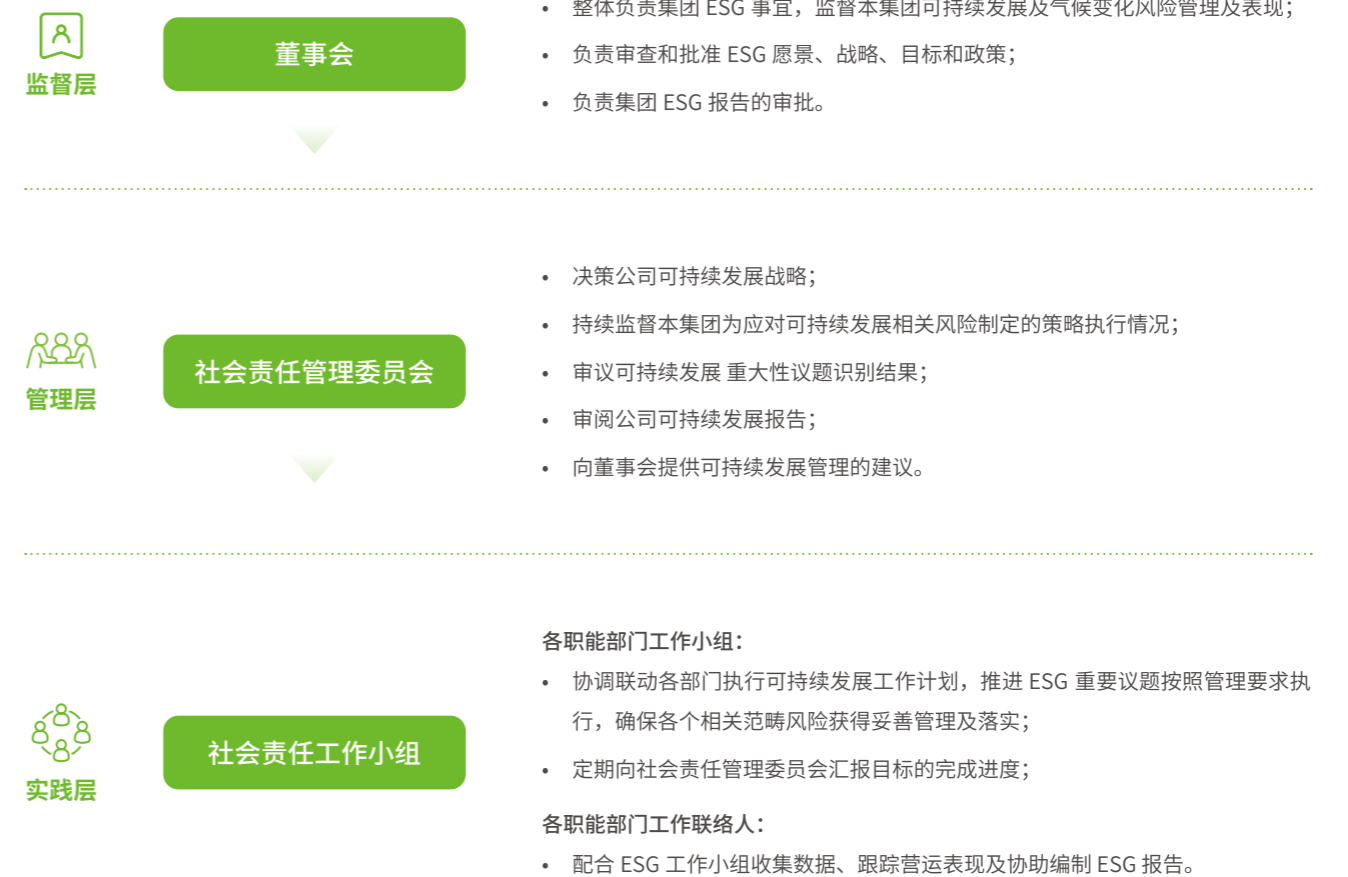 • 整体负责集团 ESG 事宜，监督本集团可持续发展及气候变化风险管理及表现；
监督层
董事会
• 负责审查和批准 ESG 愿景、战略、目标和政策；
• 负责集团 ESG 报告的审批。
管理层
社会责任管理委员会
• 决策公司可持续发展战略；
• 持续监督本集团为应对可持续发展相关风险制定的策略执行情况；
• 审议可持续发展 重大性议题识别结果；
• 审阅公司可持续发展报告；
• 向董事会提供可持续发展管理的建议。
实践层
社会责任工作小组
各职能部门工作小组：
• 协调联动各部门执行可持续发展工作计划，推进 ESG 重要议题按照管理要求执
行，确保各个相关范畴风险获得妥善管理及落实；
• 定期向社会责任管理委员会汇报目标的完成进度；
各职能部门工作联络人：
• 配合 ESG 工作小组收集数据、跟踪营运表现及协助编制 ESG 报告。